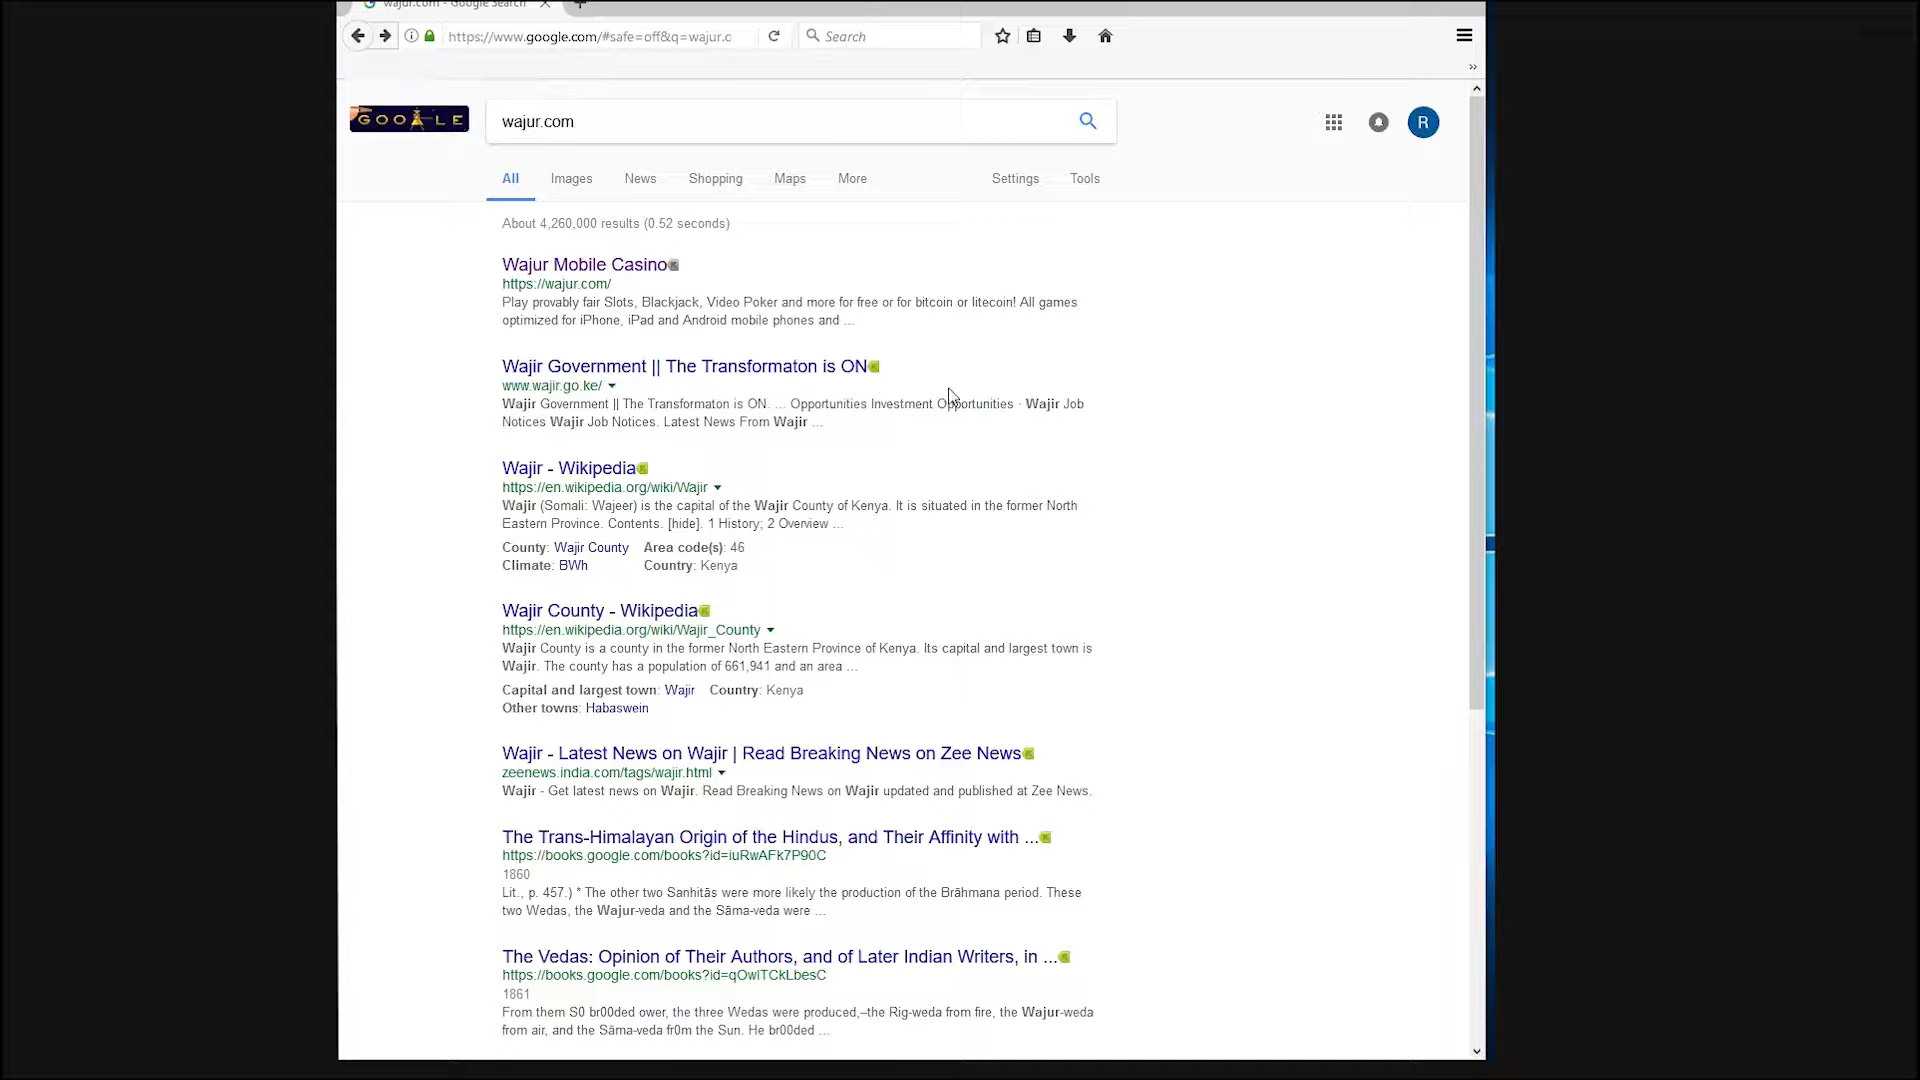 wajur.com - Google Search
https://www.google.com/#safe=off&q=wajur.c
Search
GOO LE
wajur.com
R
All Images News Shopping Maps More Settings Tools
About 4,260,000 results (0.52 seconds)
Wajur Mobile Casino
https://wajur.com/
Play provably fair Slots, Blackjack, Video Poker and more for free or for bitcoin or litecoin! All games
optimized for iPhone, iPad and Android mobile phones and ...
Wajir Government || The Transformaton is ON
www.wajir.go.ke/
Wajir Government || The Transformaton is ON. ... Opportunities Investment Opportunities · Wajir Job
Notices Wajir Job Notices. Latest News From Wajir ...
Wajir - Wikipedia
https://en.wikipedia.org/wiki/Wajir
Wajir (Somali: Wajeer) is the capital of the Wajir County of Kenya. It is situated in the former North
Eastern Province. Contents. [hide]. 1 History; 2 Overview ...
County: Wajir County Area code(s): 46
Climate: BWh Country: Kenya
Wajir County - Wikipedia
https://en.wikipedia.org/wiki/Wajir_County
Wajir County is a county in the former North Eastern Province of Kenya. Its capital and largest town is
Wajir. The county has a population of 661,941 and an area ...
Capital and largest town: Wajir Country: Kenya
Other towns: Habaswein
Wajir - Latest News on Wajir | Read Breaking News on Zee News
zeenews.india.com/tags/wajir.html
Wajir - Get latest news on Wajir. Read Breaking News on Wajir updated and published at Zee News.
The Trans-Himalayan Origin of the Hindus, and Their Affinity with ...
https://books.google.com/books?id=iuRwAFk7P90C
1860
Lit., p. 457.) * The other two Sanhitās were more likely the production of the Brāhmana period. These
two Wedas, the Wajur-veda and the Sāma-veda were ...
The Vedas: Opinion of Their Authors, and of Later Indian Writers, in ...
https://books.google.com/books?id=qOwlTCkLbesC
1861
From them S0 br00ded ower, the three Wedas were produced,–the Rig-weda from fire, the Wajur-weda
from air, and the Sāma-veda fr0m the Sun. He br00ded ...